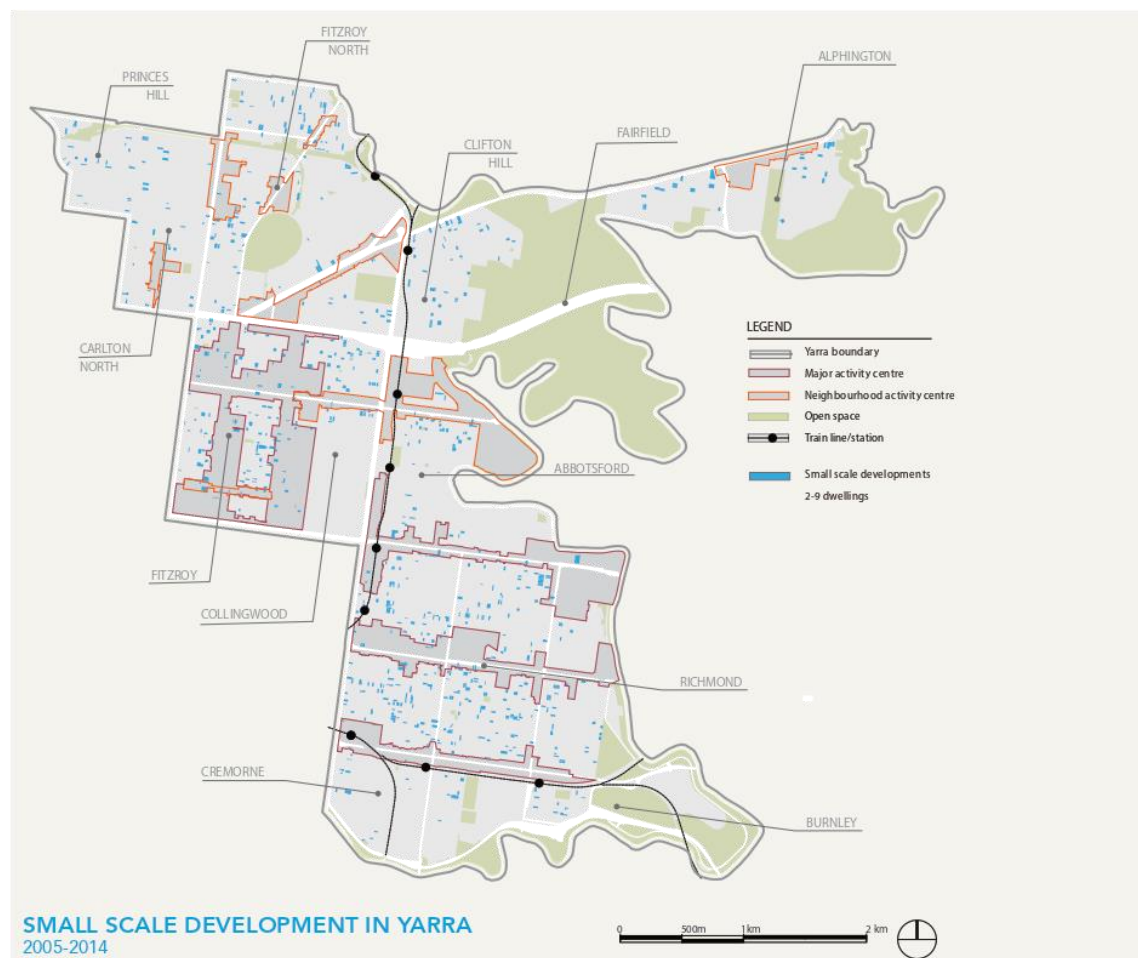 FITZROY
NORTH
PRINCES
HILL
ALPHINGTON
CLIFTON
HILL
FAIRFIELD
CARLTON
NORTH
LEGEND
Yarra boundary
Major activity centre
Neighbourhood activity centre
Open space
Train line/station
Small scale developments
2-9 dwellings
ABBOTSFORD
FITZROY
COLLINGWOOD
RICHMOND
CREMORNE
BURNLEY
SMALL SCALE DEVELOPMENT IN YARRA
2005-2014
0 500m 1km 2 km